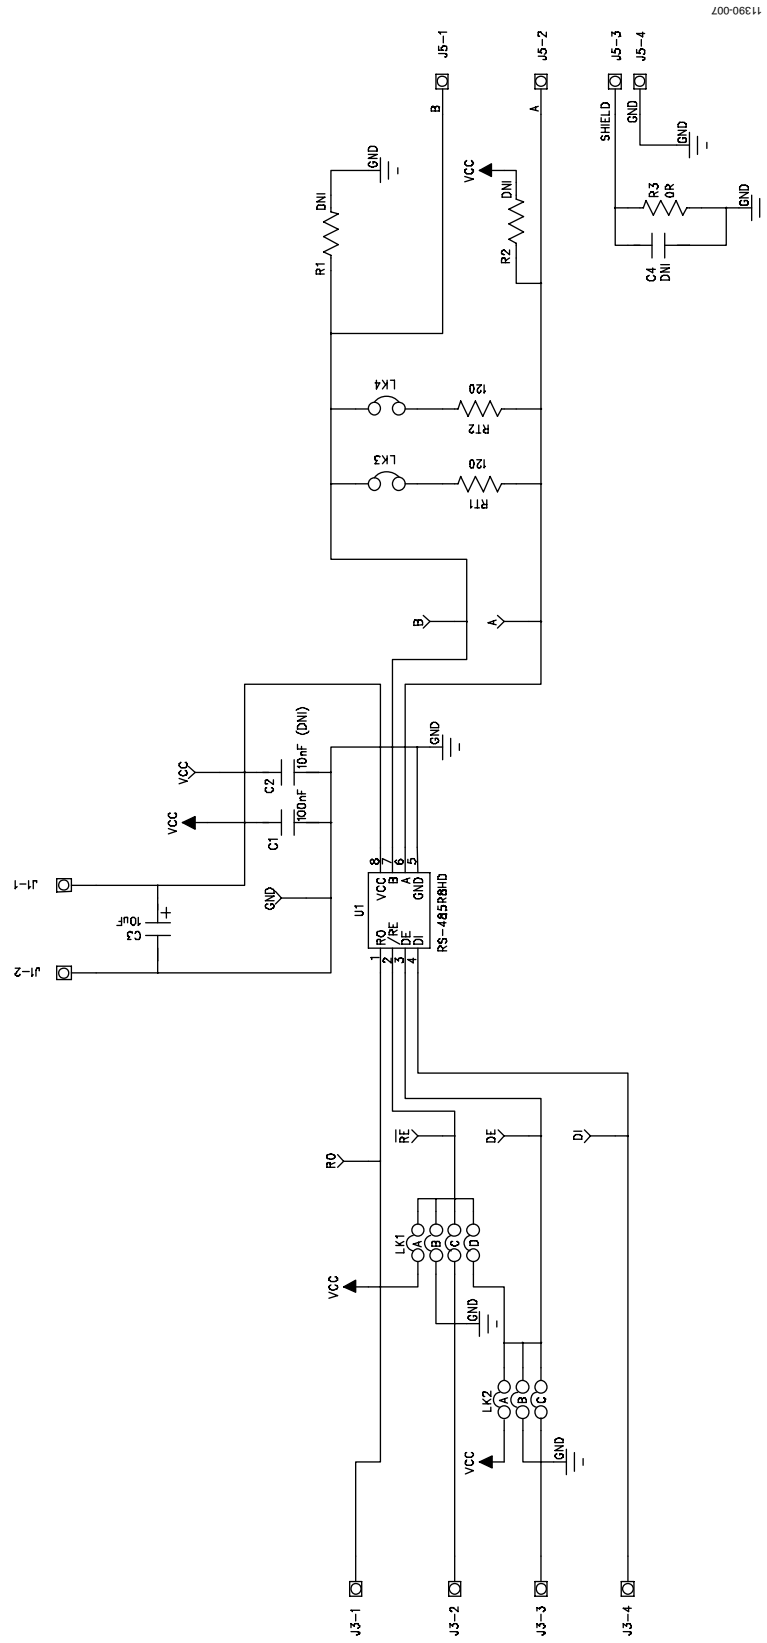 11390-007
J5-1
J5-2
J5-3
J5-4
B
A
SHIELD
GND
GND
GND
VCC
DNI
R1
DNI
R2
R3
0R
GND
C4
DNI
LK4
120
RT2
LK3
120
RT1
B
A
VCC
C2
10nF (DNI)
GND
VCC
C1
100nF
J1-1
GND
10uF
+
C3
J1-2
U1
8
7
6
5
VCC
B
A
GND
RO
/RE
DE
DI
1
2
3
4
RS-485R8HD
RO
RE
DE
DI
LK1
A
B
C
D
VCC
GND
LK2
A
B
C
VCC
GND
J3-1
J3-2
J3-3
J3-4